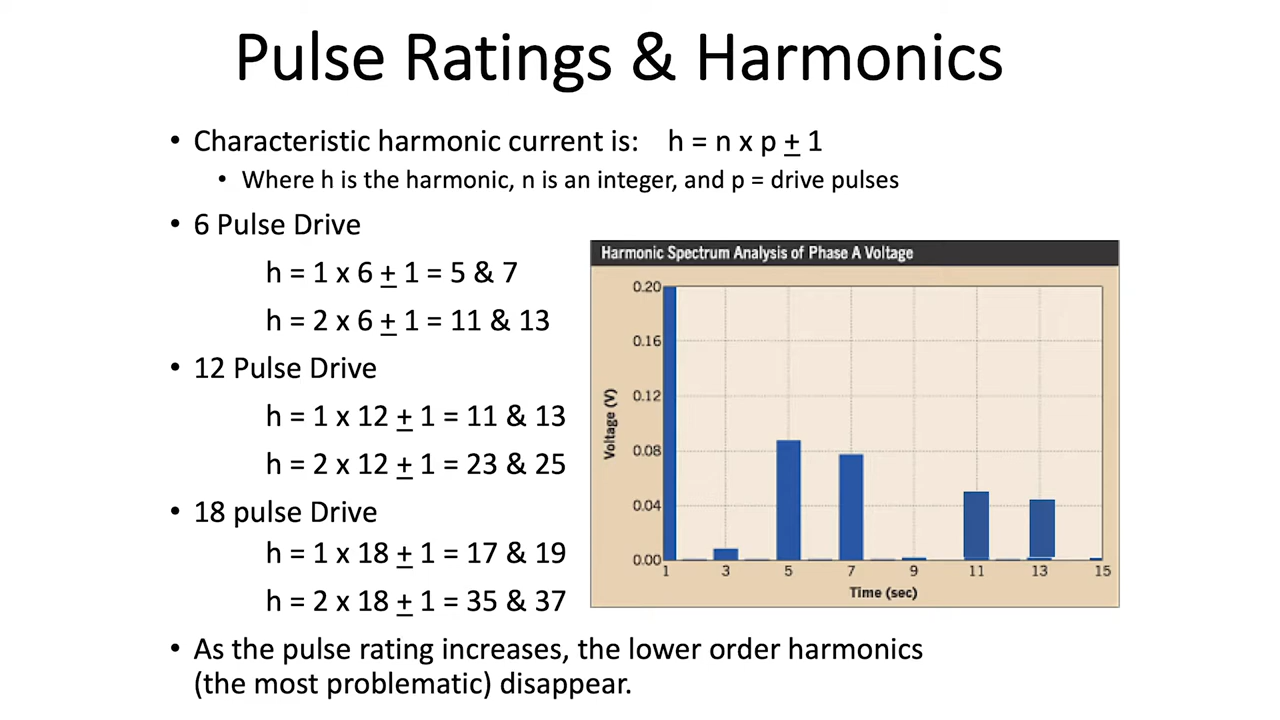 Pulse Ratings & Harmonics
• Characteristic harmonic current is: h = n x p ± 1
• Where h is the harmonic, n is an integer, and p = drive pulses
• 6 Pulse Drive
h = 1 x 6 ± 1 = 5 & 7
h = 2 x 6 ± 1 = 11 & 13
• 12 Pulse Drive
h = 1 x 12 ± 1 = 11 & 13
h = 2 x 12 ± 1 = 23 & 25
• 18 pulse Drive
h = 1 x 18 ± 1 = 17 & 19
h = 2 x 18 ± 1 = 35 & 37
• As the pulse rating increases, the lower order harmonics
(the most problematic) disappear.
Harmonic Spectrum Analysis of Phase A Voltage
Voltage (V)
0.20
0.16
0.12
0.08
0.04
0.00
1 3 5 7 9 11 13 15
Time (sec)